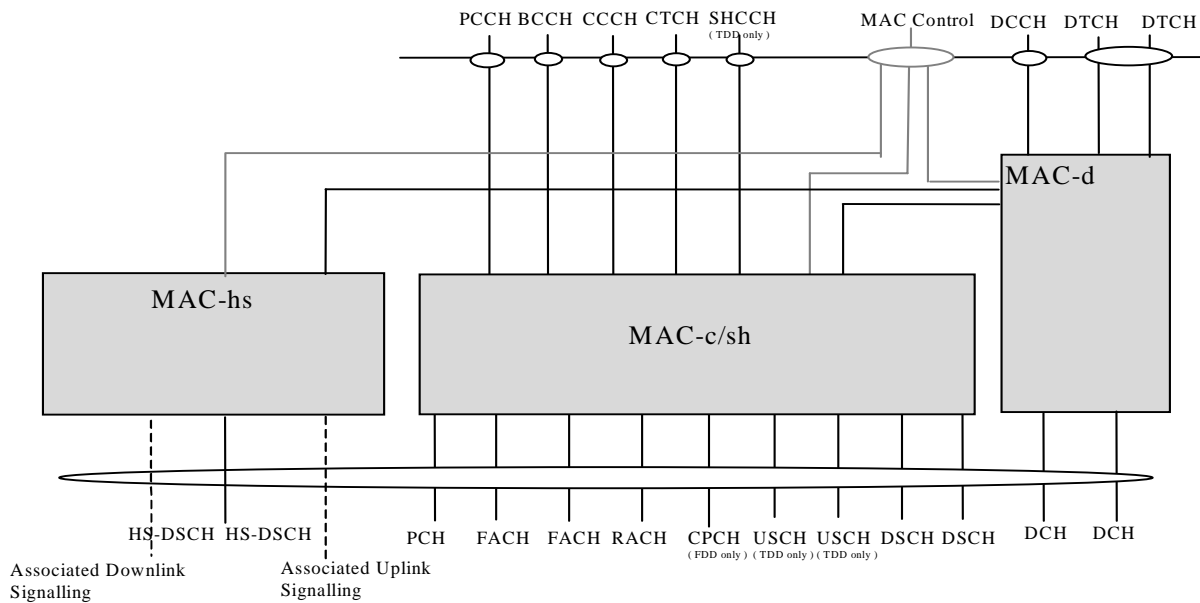 PCCH BCCH CCCH CTCH SHCCH MAC Control DCCH DTCH DTCH
( TDD only )
MAC-d
MAC-hs
MAC-c/sh
HS-DSCH HS-DSCH PCH FACH FACH RACH CPCH USCH USCH DSCH DSCH DCH DCH
( FDD only ) ( TDD only ) ( TDD only )
Associated Downlink
Signalling
Associated Uplink
Signalling